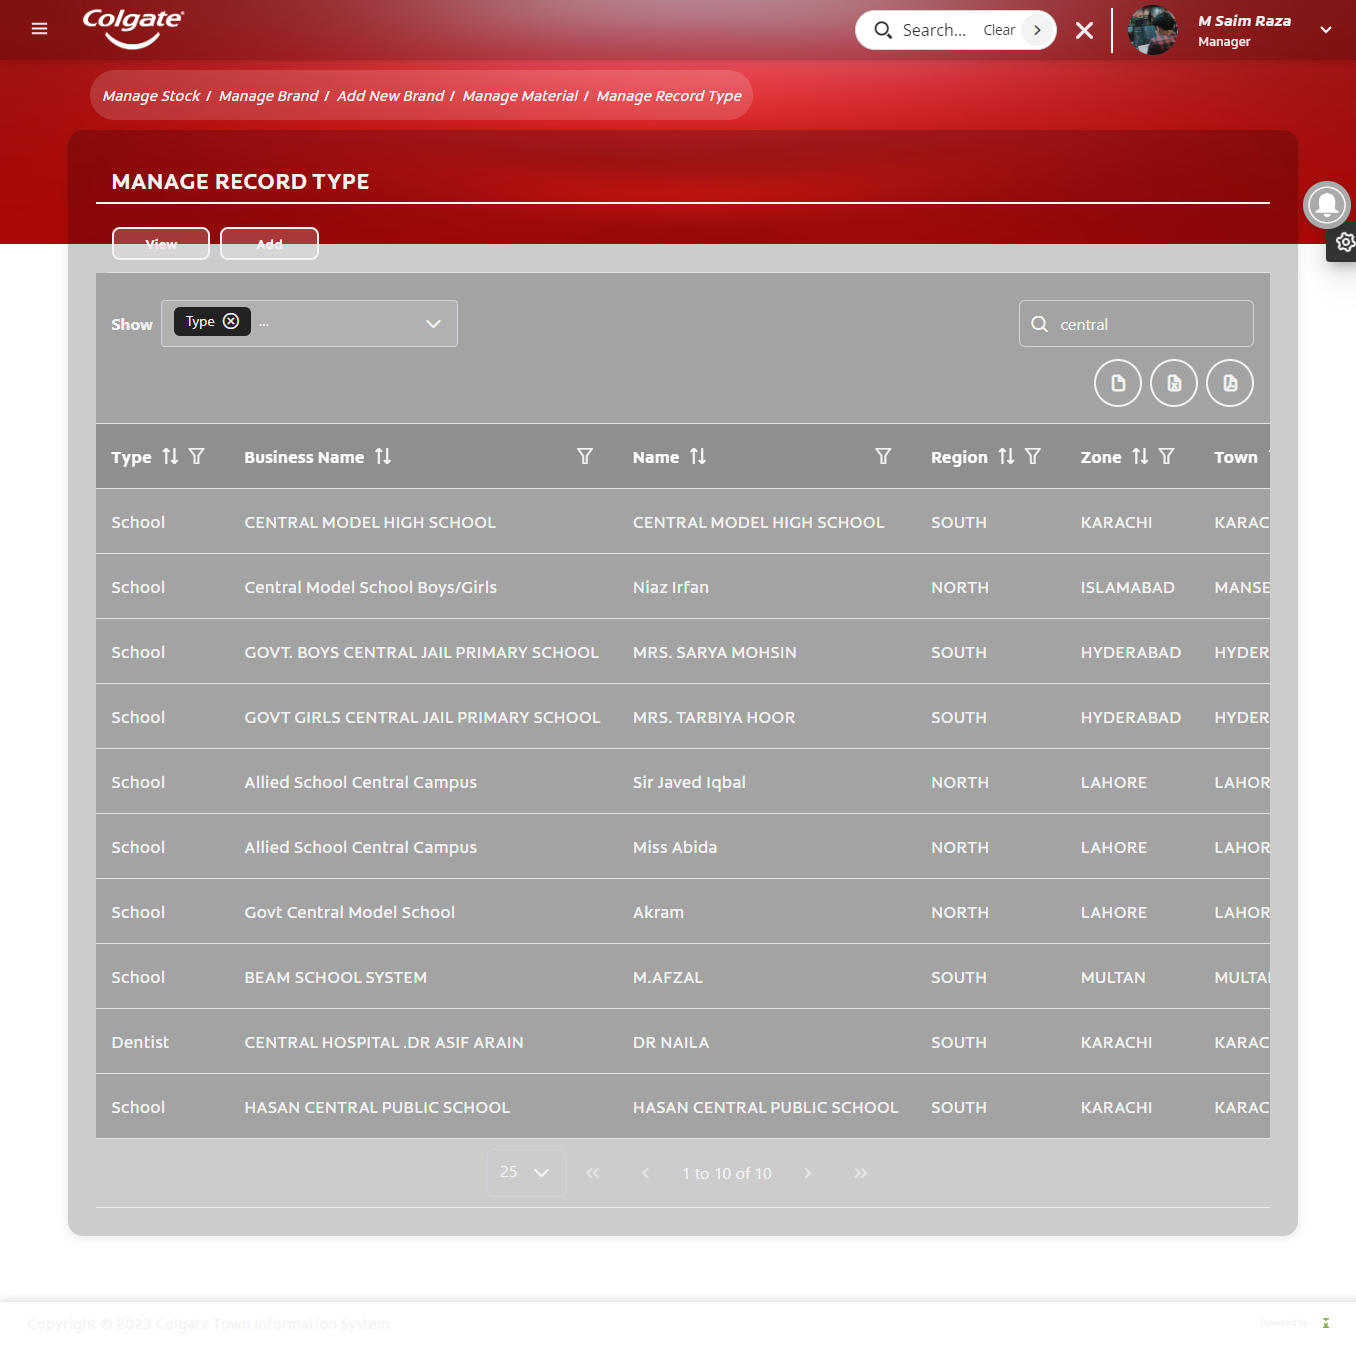 Colgate
Search... Clear
M Saim Raza
Manager
Manage Stock / Manage Brand / Add New Brand / Manage Material / Manage Record Type
MANAGE RECORD TYPE
View Add
Show Type ... central
Type Business Name Name Region Zone Town
School CENTRAL MODEL HIGH SCHOOL CENTRAL MODEL HIGH SCHOOL SOUTH KARACHI KARAC
School Central Model School Boys/Girls Niaz Irfan NORTH ISLAMABAD MANSE
School GOVT. BOYS CENTRAL JAIL PRIMARY SCHOOL MRS. SARYA MOHSIN SOUTH HYDERABAD HYDER
School GOVT GIRLS CENTRAL JAIL PRIMARY SCHOOL MRS. TARBIYA HOOR SOUTH HYDERABAD HYDER
School Allied School Central Campus Sir Javed Iqbal NORTH LAHORE LAHOR
School Allied School Central Campus Miss Abida NORTH LAHORE LAHOR
School Govt Central Model School Akram NORTH LAHORE LAHOR
School BEAM SCHOOL SYSTEM M.AFZAL SOUTH MULTAN MULTAN
Dentist CENTRAL HOSPITAL .DR ASIF ARAIN DR NAILA SOUTH KARACHI KARAC
School HASAN CENTRAL PUBLIC SCHOOL HASAN CENTRAL PUBLIC SCHOOL SOUTH KARACHI KARAC
25 1 to 10 of 10
Copyright © 2023 Colgate Town Information System
Powered by